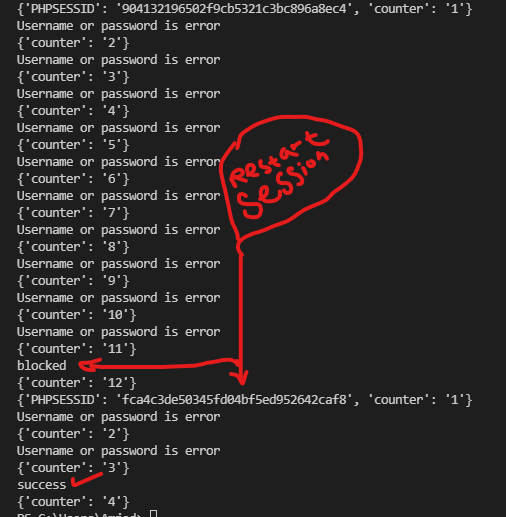 {'PHPSESSID': '904132196502f9cb5321c3bc896a8ec4', 'counter': '1'}
Username or password is error
{'counter': '2'}
Username or password is error
{'counter': '3'}
Username or password is error
{'counter': '4'}
Username or password is error
{'counter': '5'}
Username or password is error
{'counter': '6'}
Username or password is error
{'counter': '7'}
Username or password is error
{'counter': '8'}
Username or password is error
{'counter': '9'}
Username or password is error
{'counter': '10'}
Username or password is error
{'counter': '11'}
blocked
{'counter': '12'}
{'PHPSESSID': 'fca4c3de50345fd04bf5ed952642caf8', 'counter': '1'}
Username or password is error
{'counter': '2'}
Username or password is error
{'counter': '3'}
success
{'counter': '4'}
Restart
Session